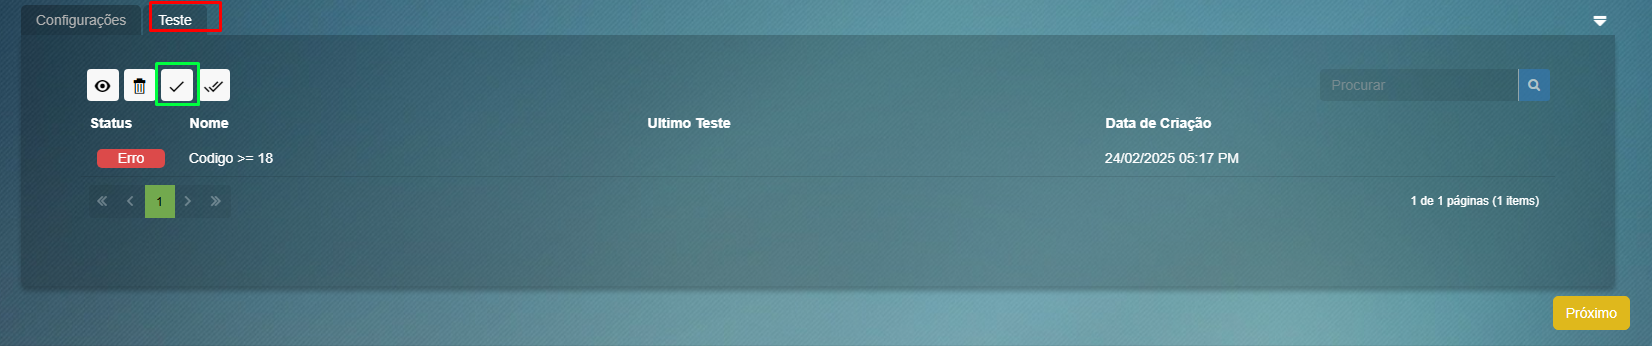 Configurações Teste
Procurar
Status Nome Ultimo Teste Data de Criação
Erro Codigo >= 18 24/02/2025 05:17 PM
1 1 de 1 páginas (1 items)
Próximo